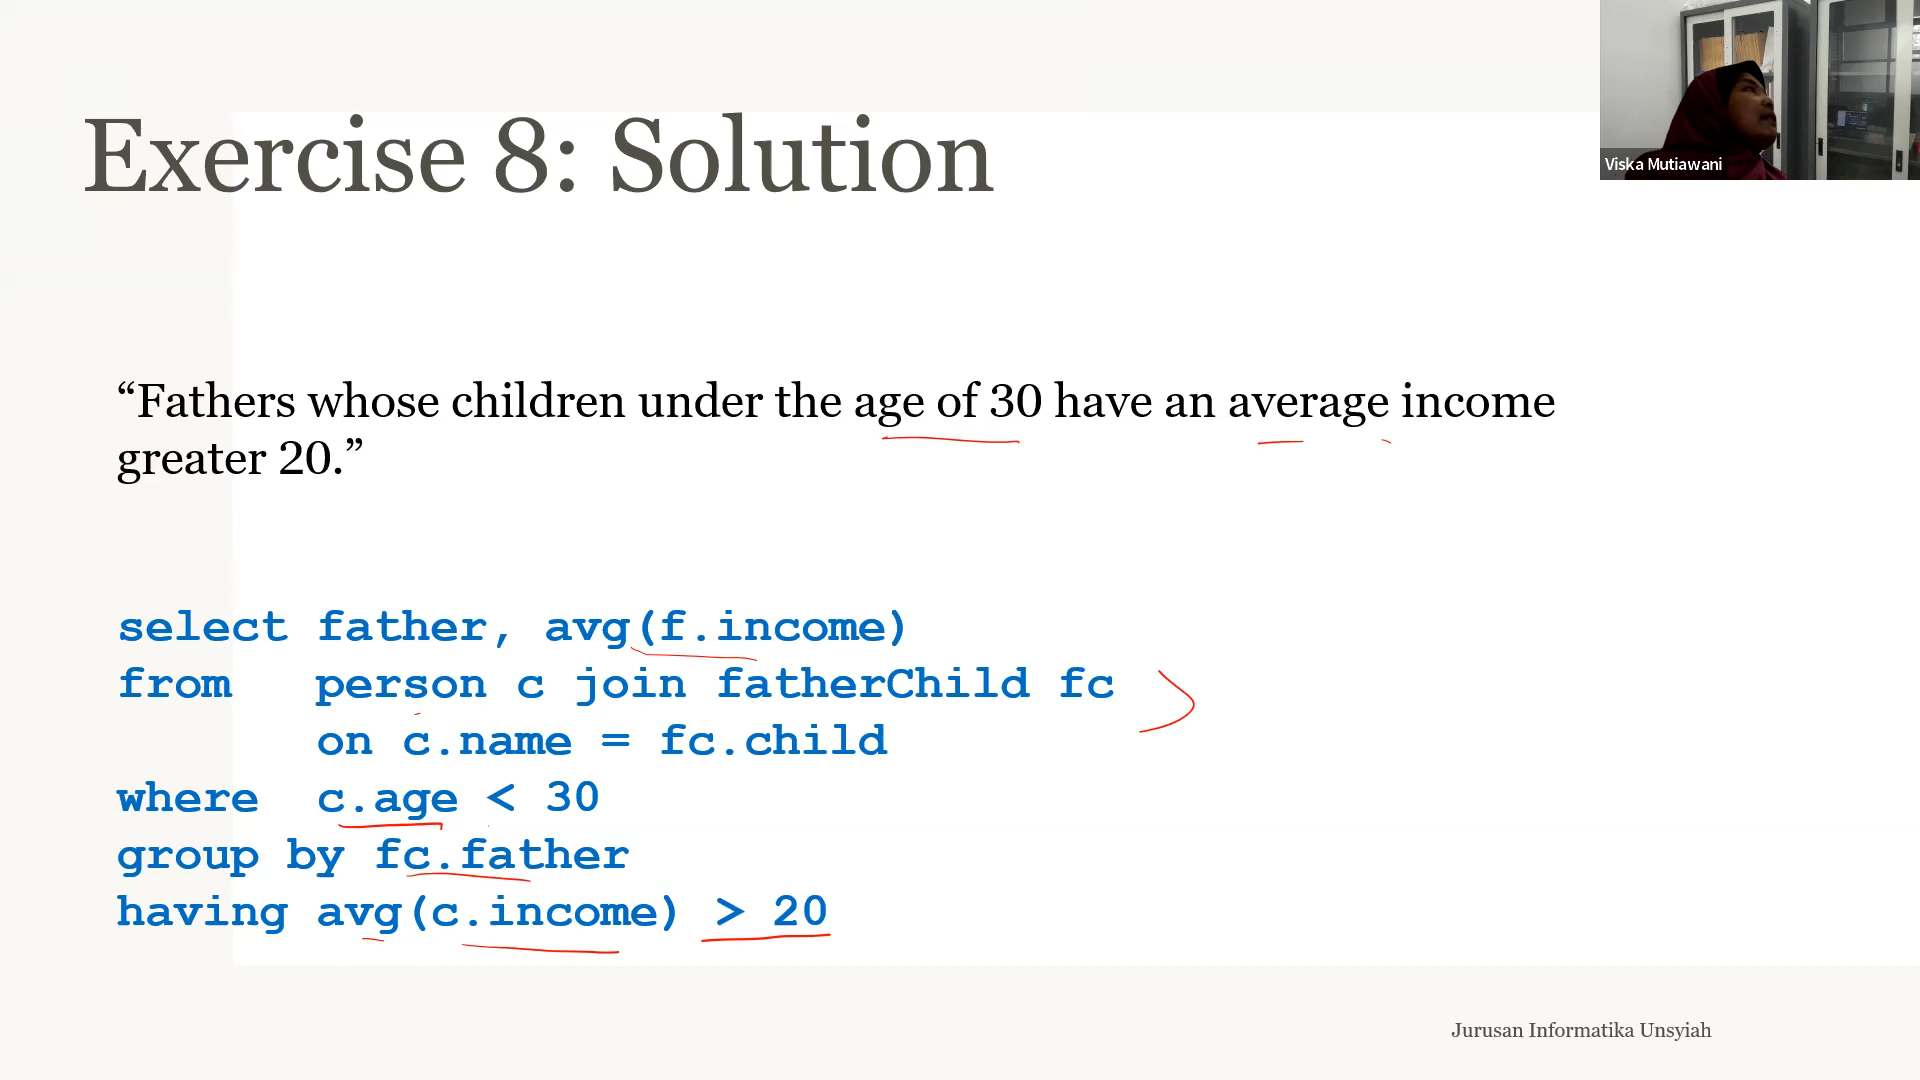 Exercise 8: Solution
Viska Mutiawani
“Fathers whose children under the age of 30 have an average income
greater 20.”
select father, avg(f.income)
from person c join fatherChild fc
on c.name = fc.child
where c.age < 30
group by fc.father
having avg(c.income) > 20
Jurusan Informatika Unsyiah